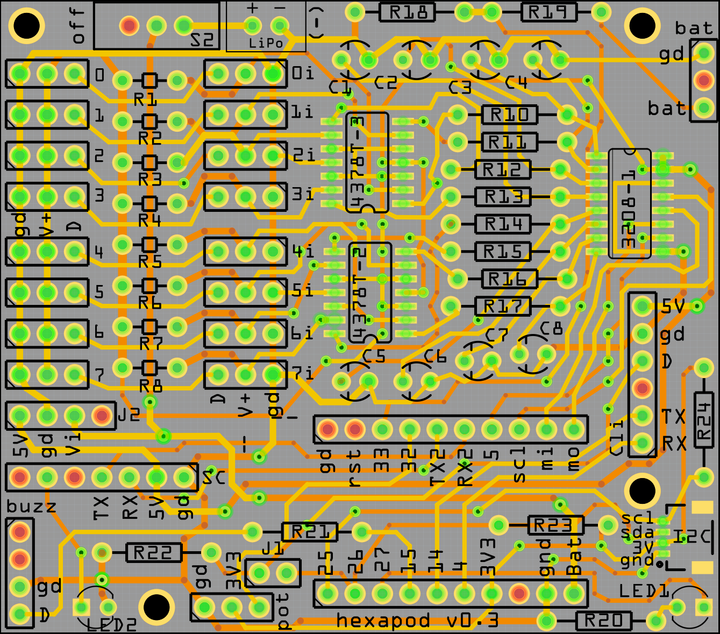 off
S2
+ -
LiPo
(-)
R18
R19
bat
gd
bat
C1
C2
C3
C4
0
R1
0i
1
R2
1i
2
R3
2i
3
R4
3i
gd
V+
D
4
R5
4i
5
R6
5i
6
R7
6i
7
R8
7i
D
V+
gd
4378T-3
4378T-2
R10
R11
R12
R13
R14
R15
R16
R17
3208-1
C5
C6
C7
C8
5V
gd
D
TX
RX
Cli
R24
J2
5V
gd
Vi
gd
rst
33
32
TX2
RX2
5
scl
mi
mo
SC
TX
RX
5V
gd
buzz
gd
D
R22
R21
J1
gd
3V3
pot
LED2
25
26
27
15
14
4
3V3
gnd
Bat
R23
scl
sda
3V
gnd
I2C
LED1
R20
hexapod v0.3